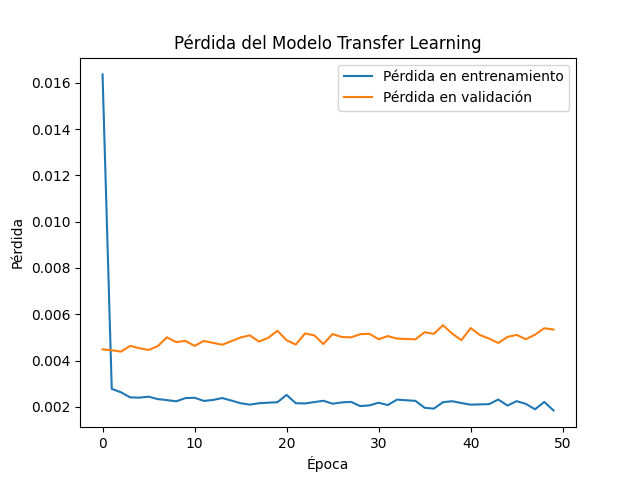 Pérdida del Modelo Transfer Learning
Pérdida en entrenamiento
Pérdida en validación
0.016
0.014
0.012
0.010
0.008
0.006
0.004
0.002
Pérdida
0 10 20 30 40 50
Época